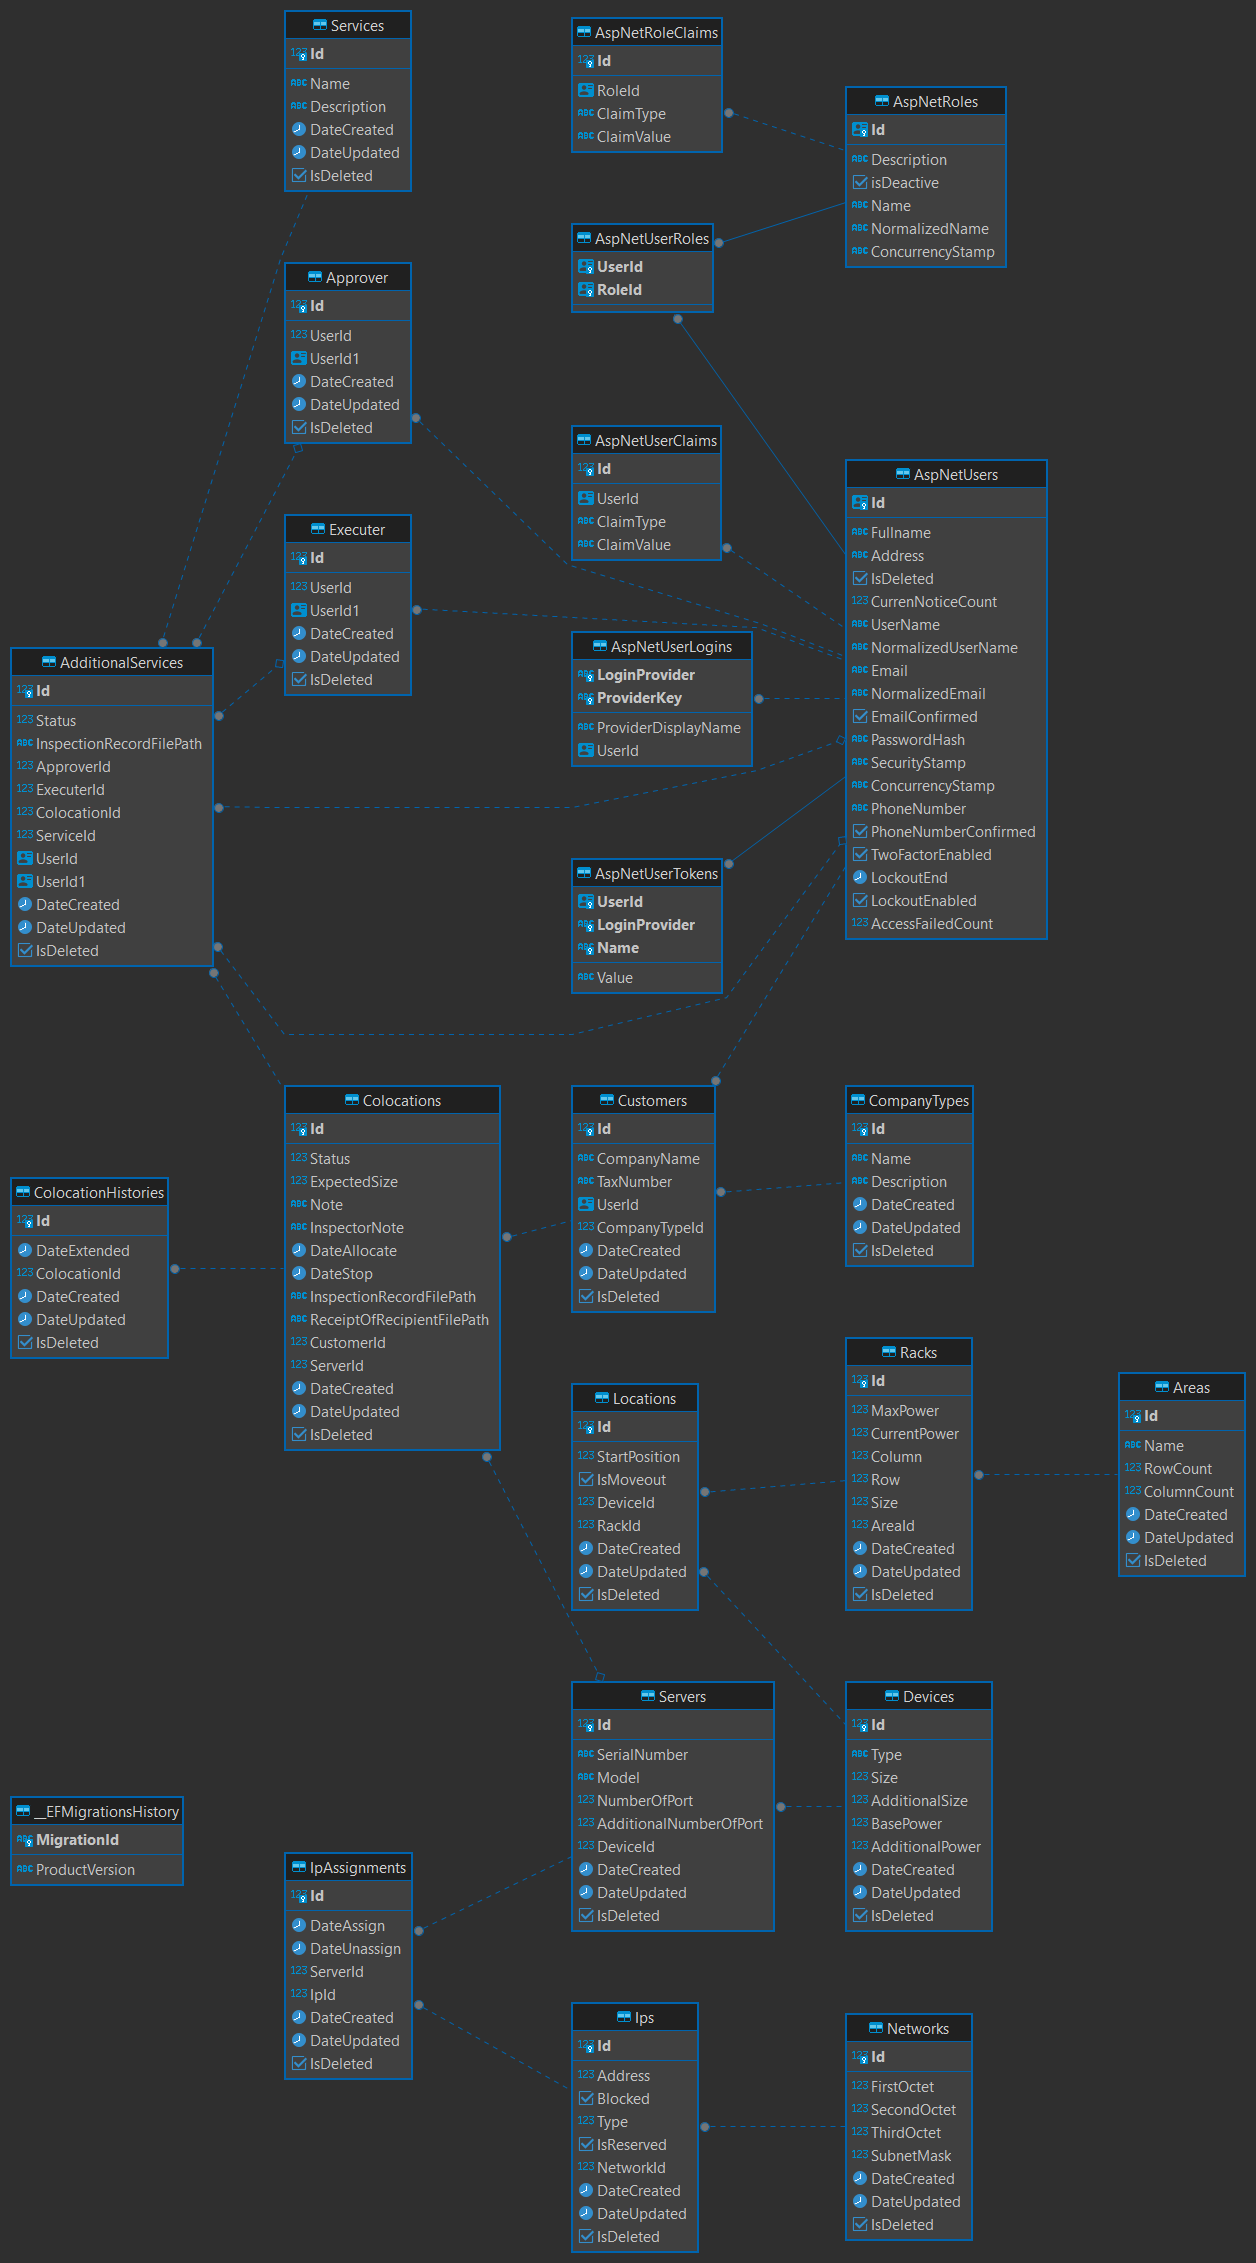 Services
Id
Name
Description
DateCreated
DateUpdated
IsDeleted
AspNetRoleClaims
Id
RoleId
ClaimType
ClaimValue
AspNetRoles
Id
Description
isDeactive
Name
NormalizedName
ConcurrencyStamp
AspNetUserRoles
UserId
RoleId
Approver
Id
UserId
UserId1
DateCreated
DateUpdated
IsDeleted
AspNetUserClaims
Id
UserId
ClaimType
ClaimValue
AspNetUsers
Id
Fullname
Address
IsDeleted
CurrenNoticeCount
UserName
NormalizedUserName
Email
NormalizedEmail
EmailConfirmed
PasswordHash
SecurityStamp
ConcurrencyStamp
PhoneNumber
PhoneNumberConfirmed
TwoFactorEnabled
LockoutEnd
LockoutEnabled
AccessFailedCount
Executer
Id
UserId
UserId1
DateCreated
DateUpdated
IsDeleted
AspNetUserLogins
LoginProvider
ProviderKey
ProviderDisplayName
UserId
AdditionalServices
Id
Status
InspectionRecordFilePath
ApproverId
ExecuterId
ColocationId
ServiceId
UserId
UserId1
DateCreated
DateUpdated
IsDeleted
AspNetUserTokens
UserId
LoginProvider
Name
Value
Colocations
Id
Status
ExpectedSize
Note
InspectorNote
DateAllocate
DateStop
InspectionRecordFilePath
ReceiptOfRecipientFilePath
CustomerId
ServerId
DateCreated
DateUpdated
IsDeleted
Customers
Id
CompanyName
TaxNumber
UserId
CompanyTypeId
DateCreated
DateUpdated
IsDeleted
CompanyTypes
Id
Name
Description
DateCreated
DateUpdated
IsDeleted
ColocationHistories
Id
DateExtended
ColocationId
DateCreated
DateUpdated
IsDeleted
Racks
Id
MaxPower
CurrentPower
Column
Row
Size
AreaId
DateCreated
DateUpdated
IsDeleted
Areas
Id
Name
RowCount
ColumnCount
DateCreated
DateUpdated
IsDeleted
Locations
Id
StartPosition
IsMoveout
DeviceId
RackId
DateCreated
DateUpdated
IsDeleted
Servers
Id
SerialNumber
Model
NumberOfPort
AdditionalNumberOfPort
DeviceId
DateCreated
DateUpdated
IsDeleted
Devices
Id
Type
Size
AdditionalSize
BasePower
AdditionalPower
DateCreated
DateUpdated
IsDeleted
__EFMigrationsHistory
MigrationId
ProductVersion
IpAssignments
Id
DateAssign
DateUnassign
ServerId
IpId
DateCreated
DateUpdated
IsDeleted
Ips
Id
Address
Blocked
Type
IsReserved
NetworkId
DateCreated
DateUpdated
IsDeleted
Networks
Id
FirstOctet
SecondOctet
ThirdOctet
SubnetMask
DateCreated
DateUpdated
IsDeleted